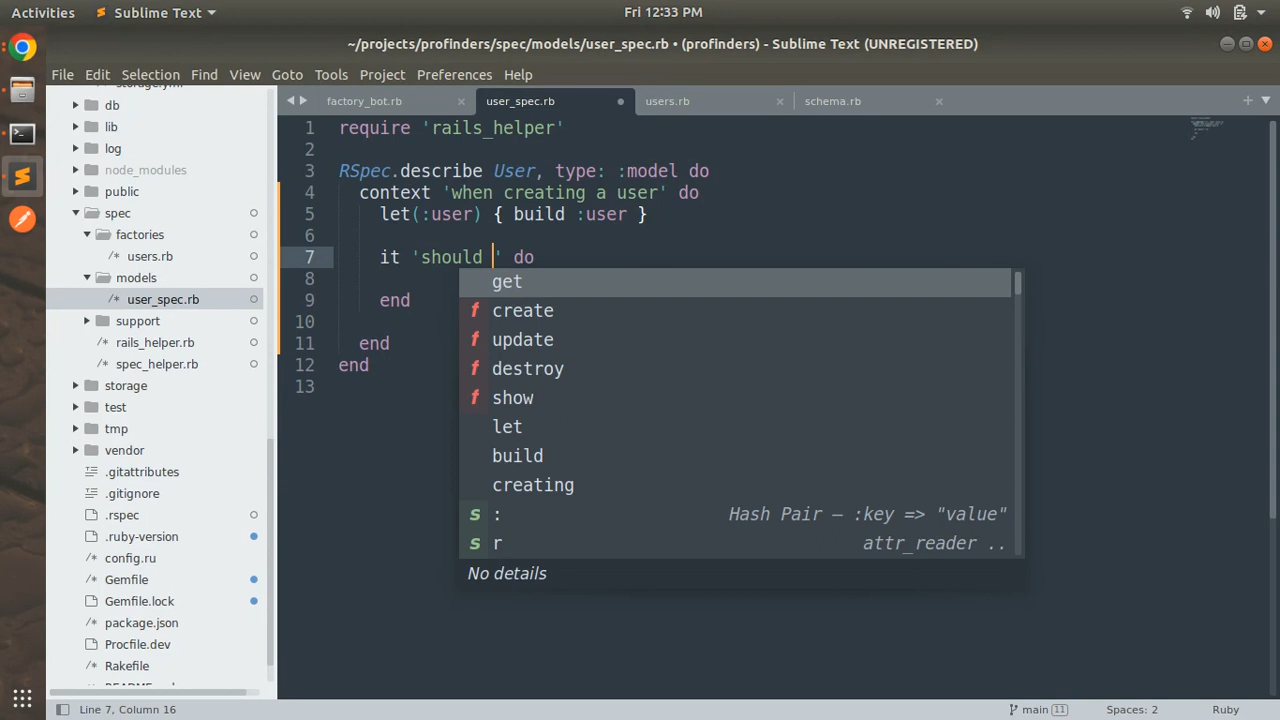 Activities
Sublime Text
Fri 12:33 PM
~/projects/profinders/spec/models/user_spec.rb • (profinders) - Sublime Text (UNREGISTERED)
File Edit Selection Find View Goto Tools Project Preferences Help
storage.yml
db
lib
log
node_modules
public
spec
factories
users.rb
models
user_spec.rb
support
rails_helper.rb
spec_helper.rb
storage
test
tmp
vendor
.gitattributes
.gitignore
.rspec
.ruby-version
config.ru
Gemfile
Gemfile.lock
package.json
Procfile.dev
Rakefile
README.md
factory_bot.rb
user_spec.rb
users.rb
schema.rb
1 require 'rails_helper'
2
3 RSpec.describe User, type: :model do
4 context 'when creating a user' do
5 let(:user) { build :user }
6
7 it 'should ' do
8
9 end
10
11 end
12 end
13
get
f create
f update
f destroy
f show
let
build
creating
s : Hash Pair – :key => "value"
s r attr_reader ..
No details
Line 7, Column 16
main 11
Spaces: 2
Ruby